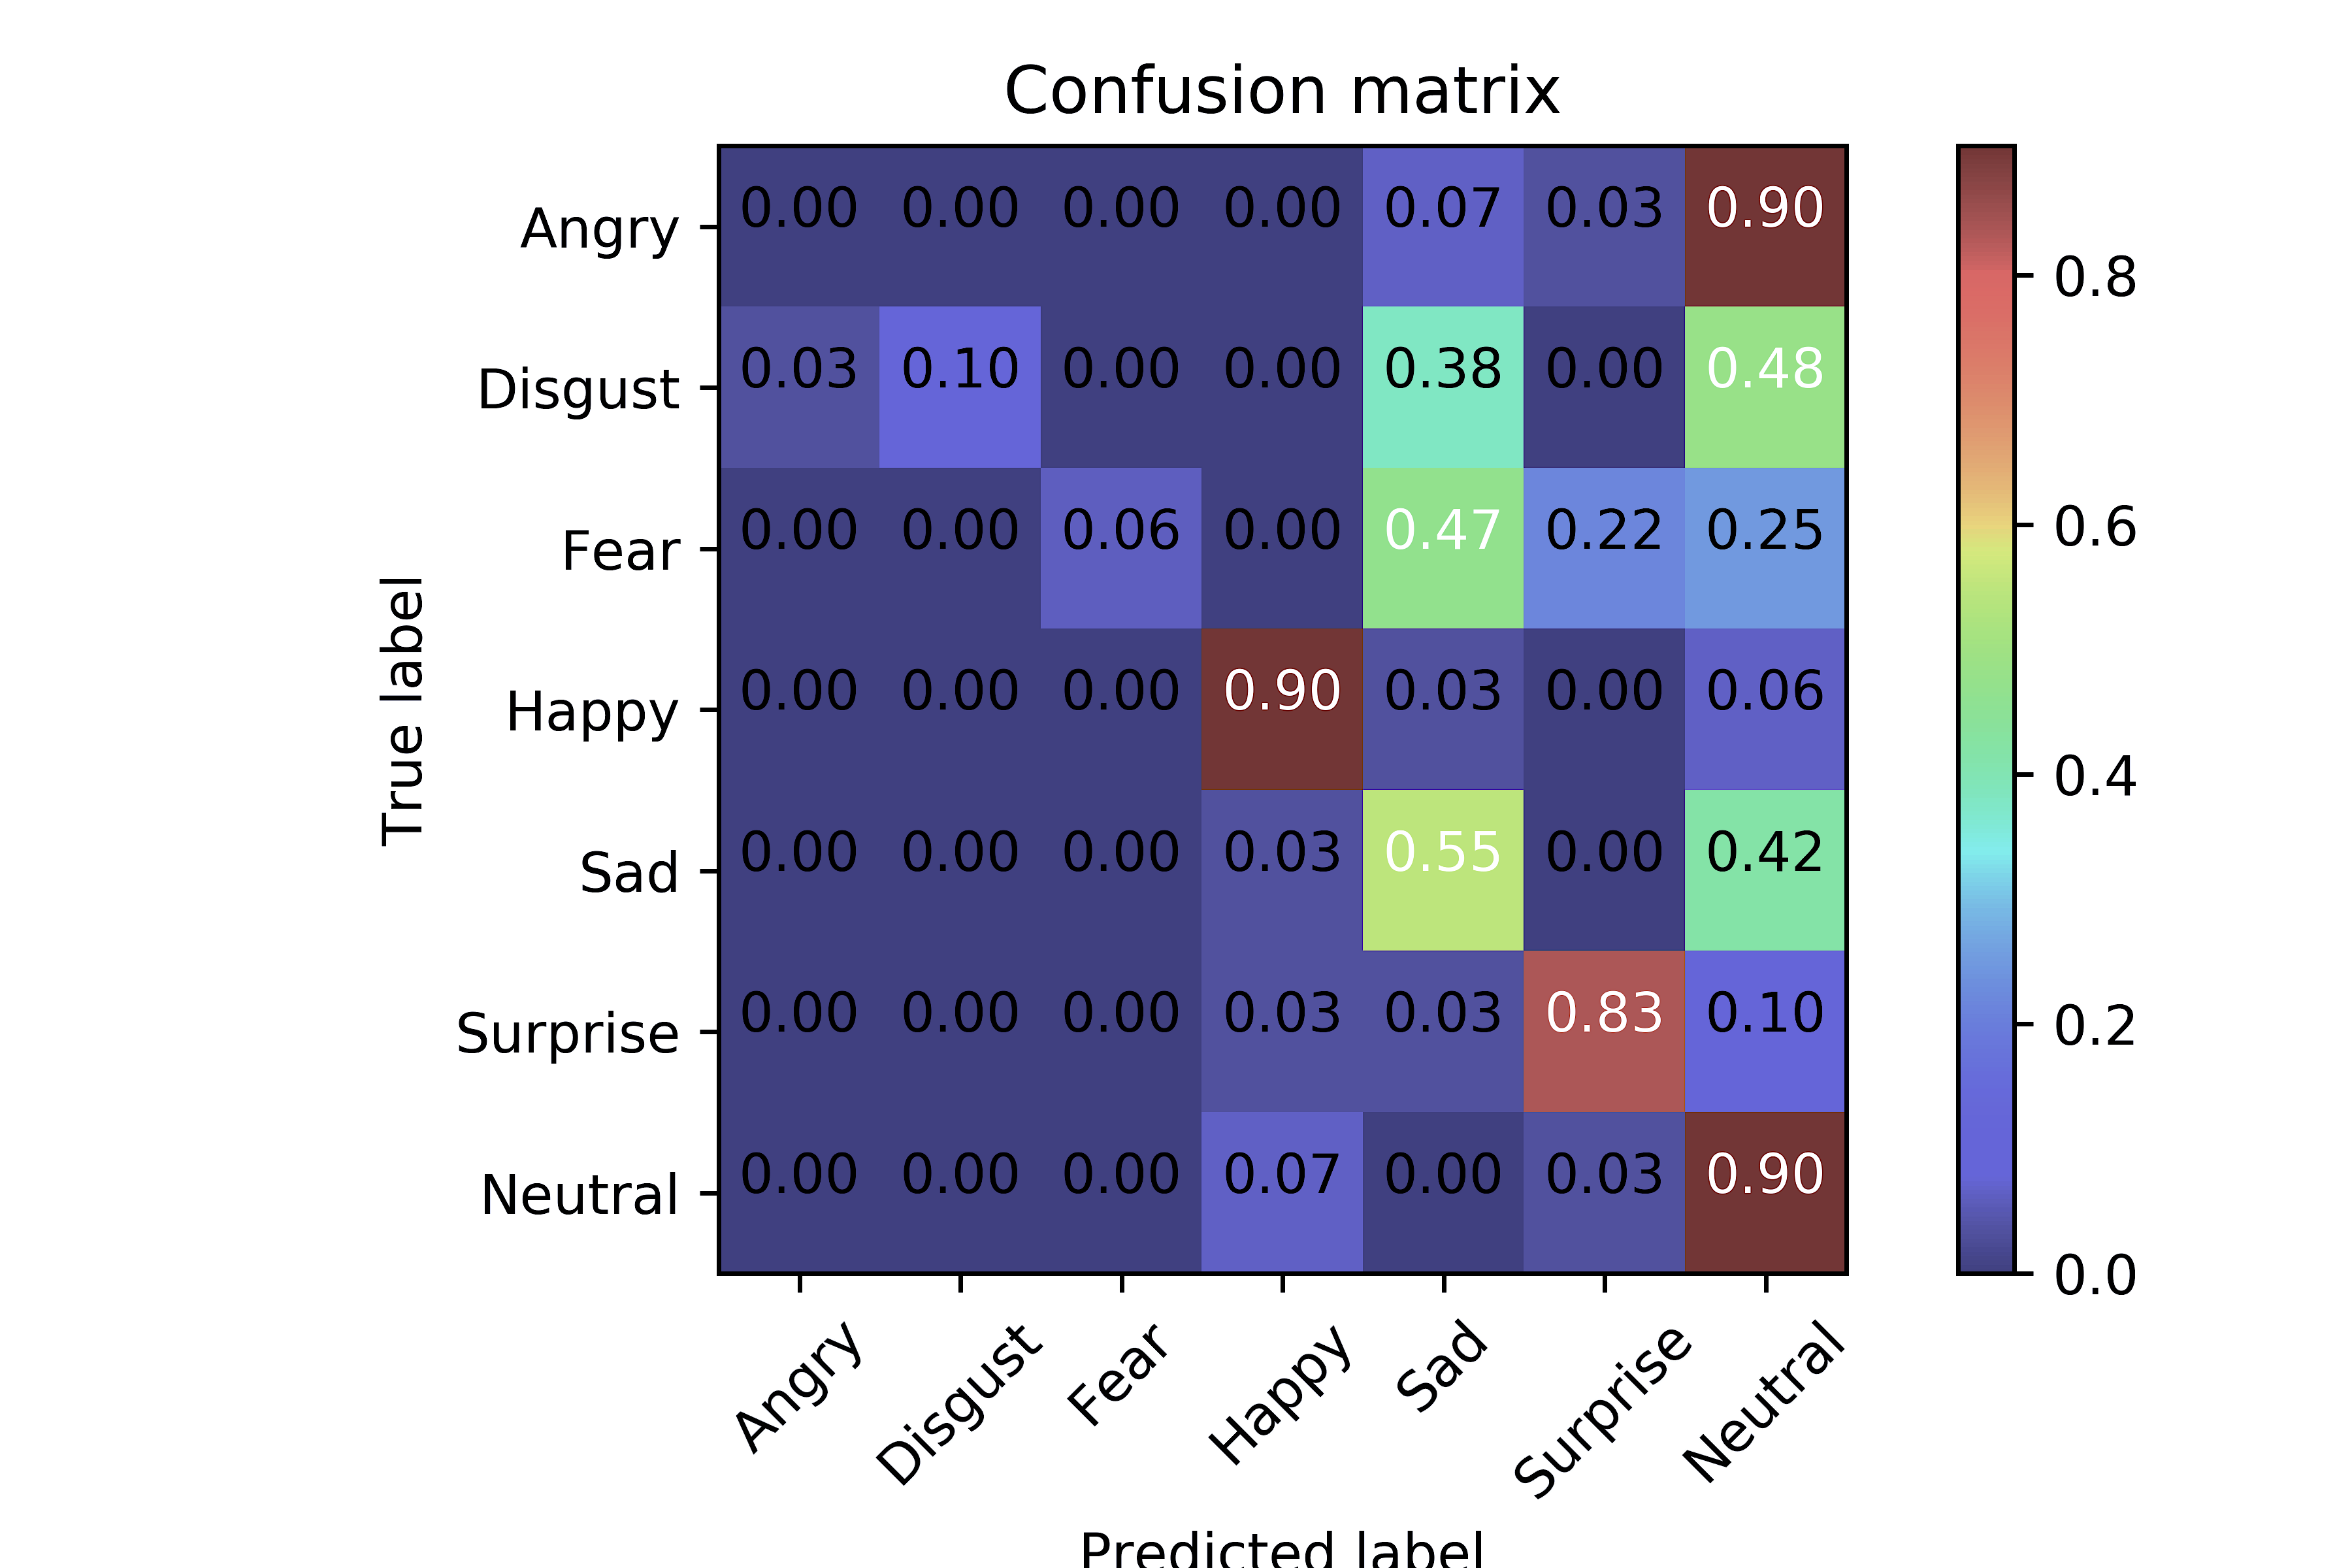 Confusion matrix
True label
Angry 0.00 0.00 0.00 0.00 0.07 0.03 0.90
Disgust 0.03 0.10 0.00 0.00 0.38 0.00 0.48
Fear 0.00 0.00 0.06 0.00 0.47 0.22 0.25
Happy 0.00 0.00 0.00 0.90 0.03 0.00 0.06
Sad 0.00 0.00 0.00 0.03 0.55 0.00 0.42
Surprise 0.00 0.00 0.00 0.03 0.03 0.83 0.10
Neutral 0.00 0.00 0.00 0.07 0.00 0.03 0.90
Angry Disgust Fear Happy Sad Surprise Neutral
Predicted label
0.8
0.6
0.4
0.2
0.0